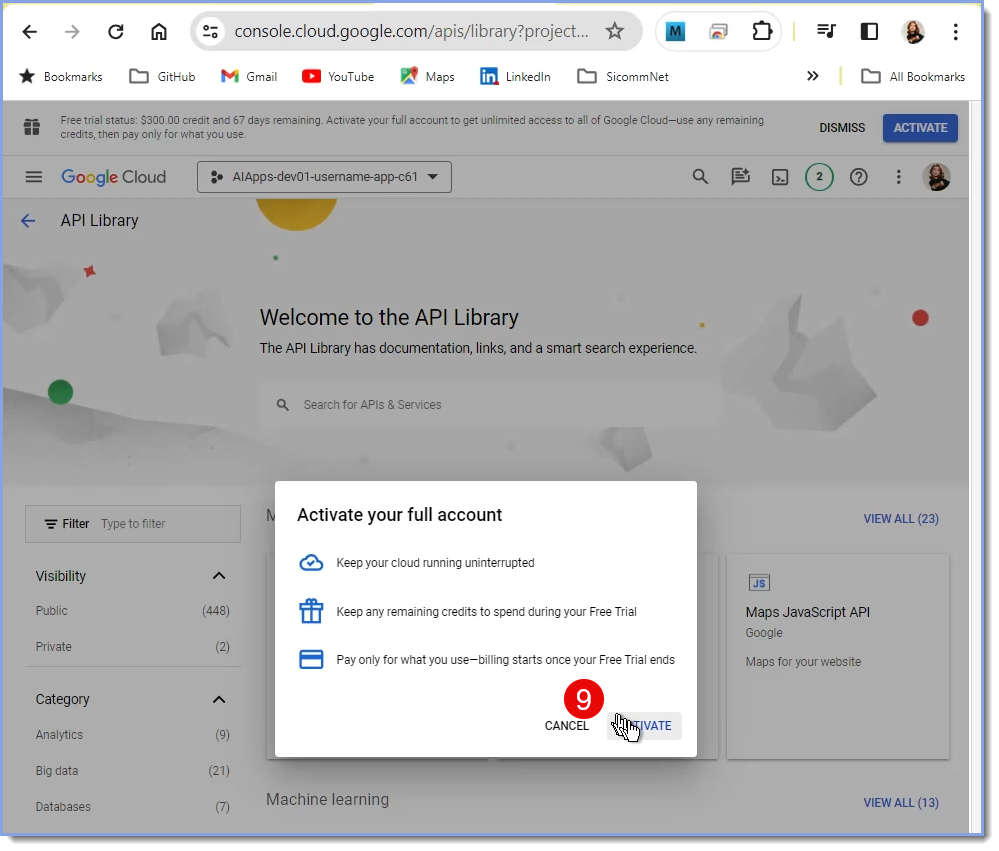 console.cloud.google.com/apis/library?project...
M
Bookmarks GitHub Gmail YouTube Maps LinkedIn SicommNet » All Bookmarks
Free trial status: $300.00 credit and 67 days remaining. Activate your full account to get unlimited access to all of Google Cloud—use any remaining
credits, then pay only for what you use.
DISMISS ACTIVATE
Google Cloud AIApps-dev01-username-app-c61 2
API Library
Welcome to the API Library
The API Library has documentation, links, and a smart search experience.
Search for APIs & Services
Filter Type to filter
M
VIEW ALL (23)
Visibility
Public (448)
Private (2)
Category
Analytics (9)
Big data (21)
Databases (7)
Activate your full account
Keep your cloud running uninterrupted
Keep any remaining credits to spend during your Free Trial
Pay only for what you use—billing starts once your Free Trial ends
9
CANCEL
JS
Maps JavaScript API
Google
Maps for your website
Machine learning VIEW ALL (13)